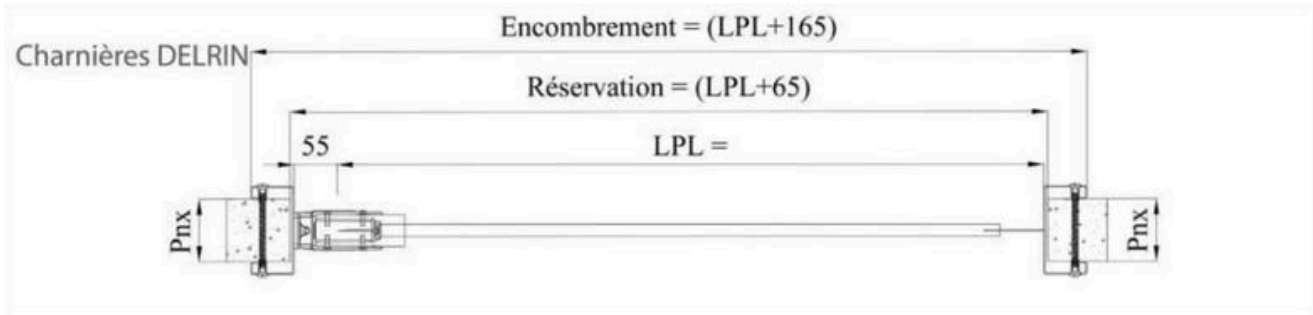 Encombrement = (LPL+165)
Charnières DELRIN
Réservation = (LPL+65)
55
LPL =
Pnx
Pnx